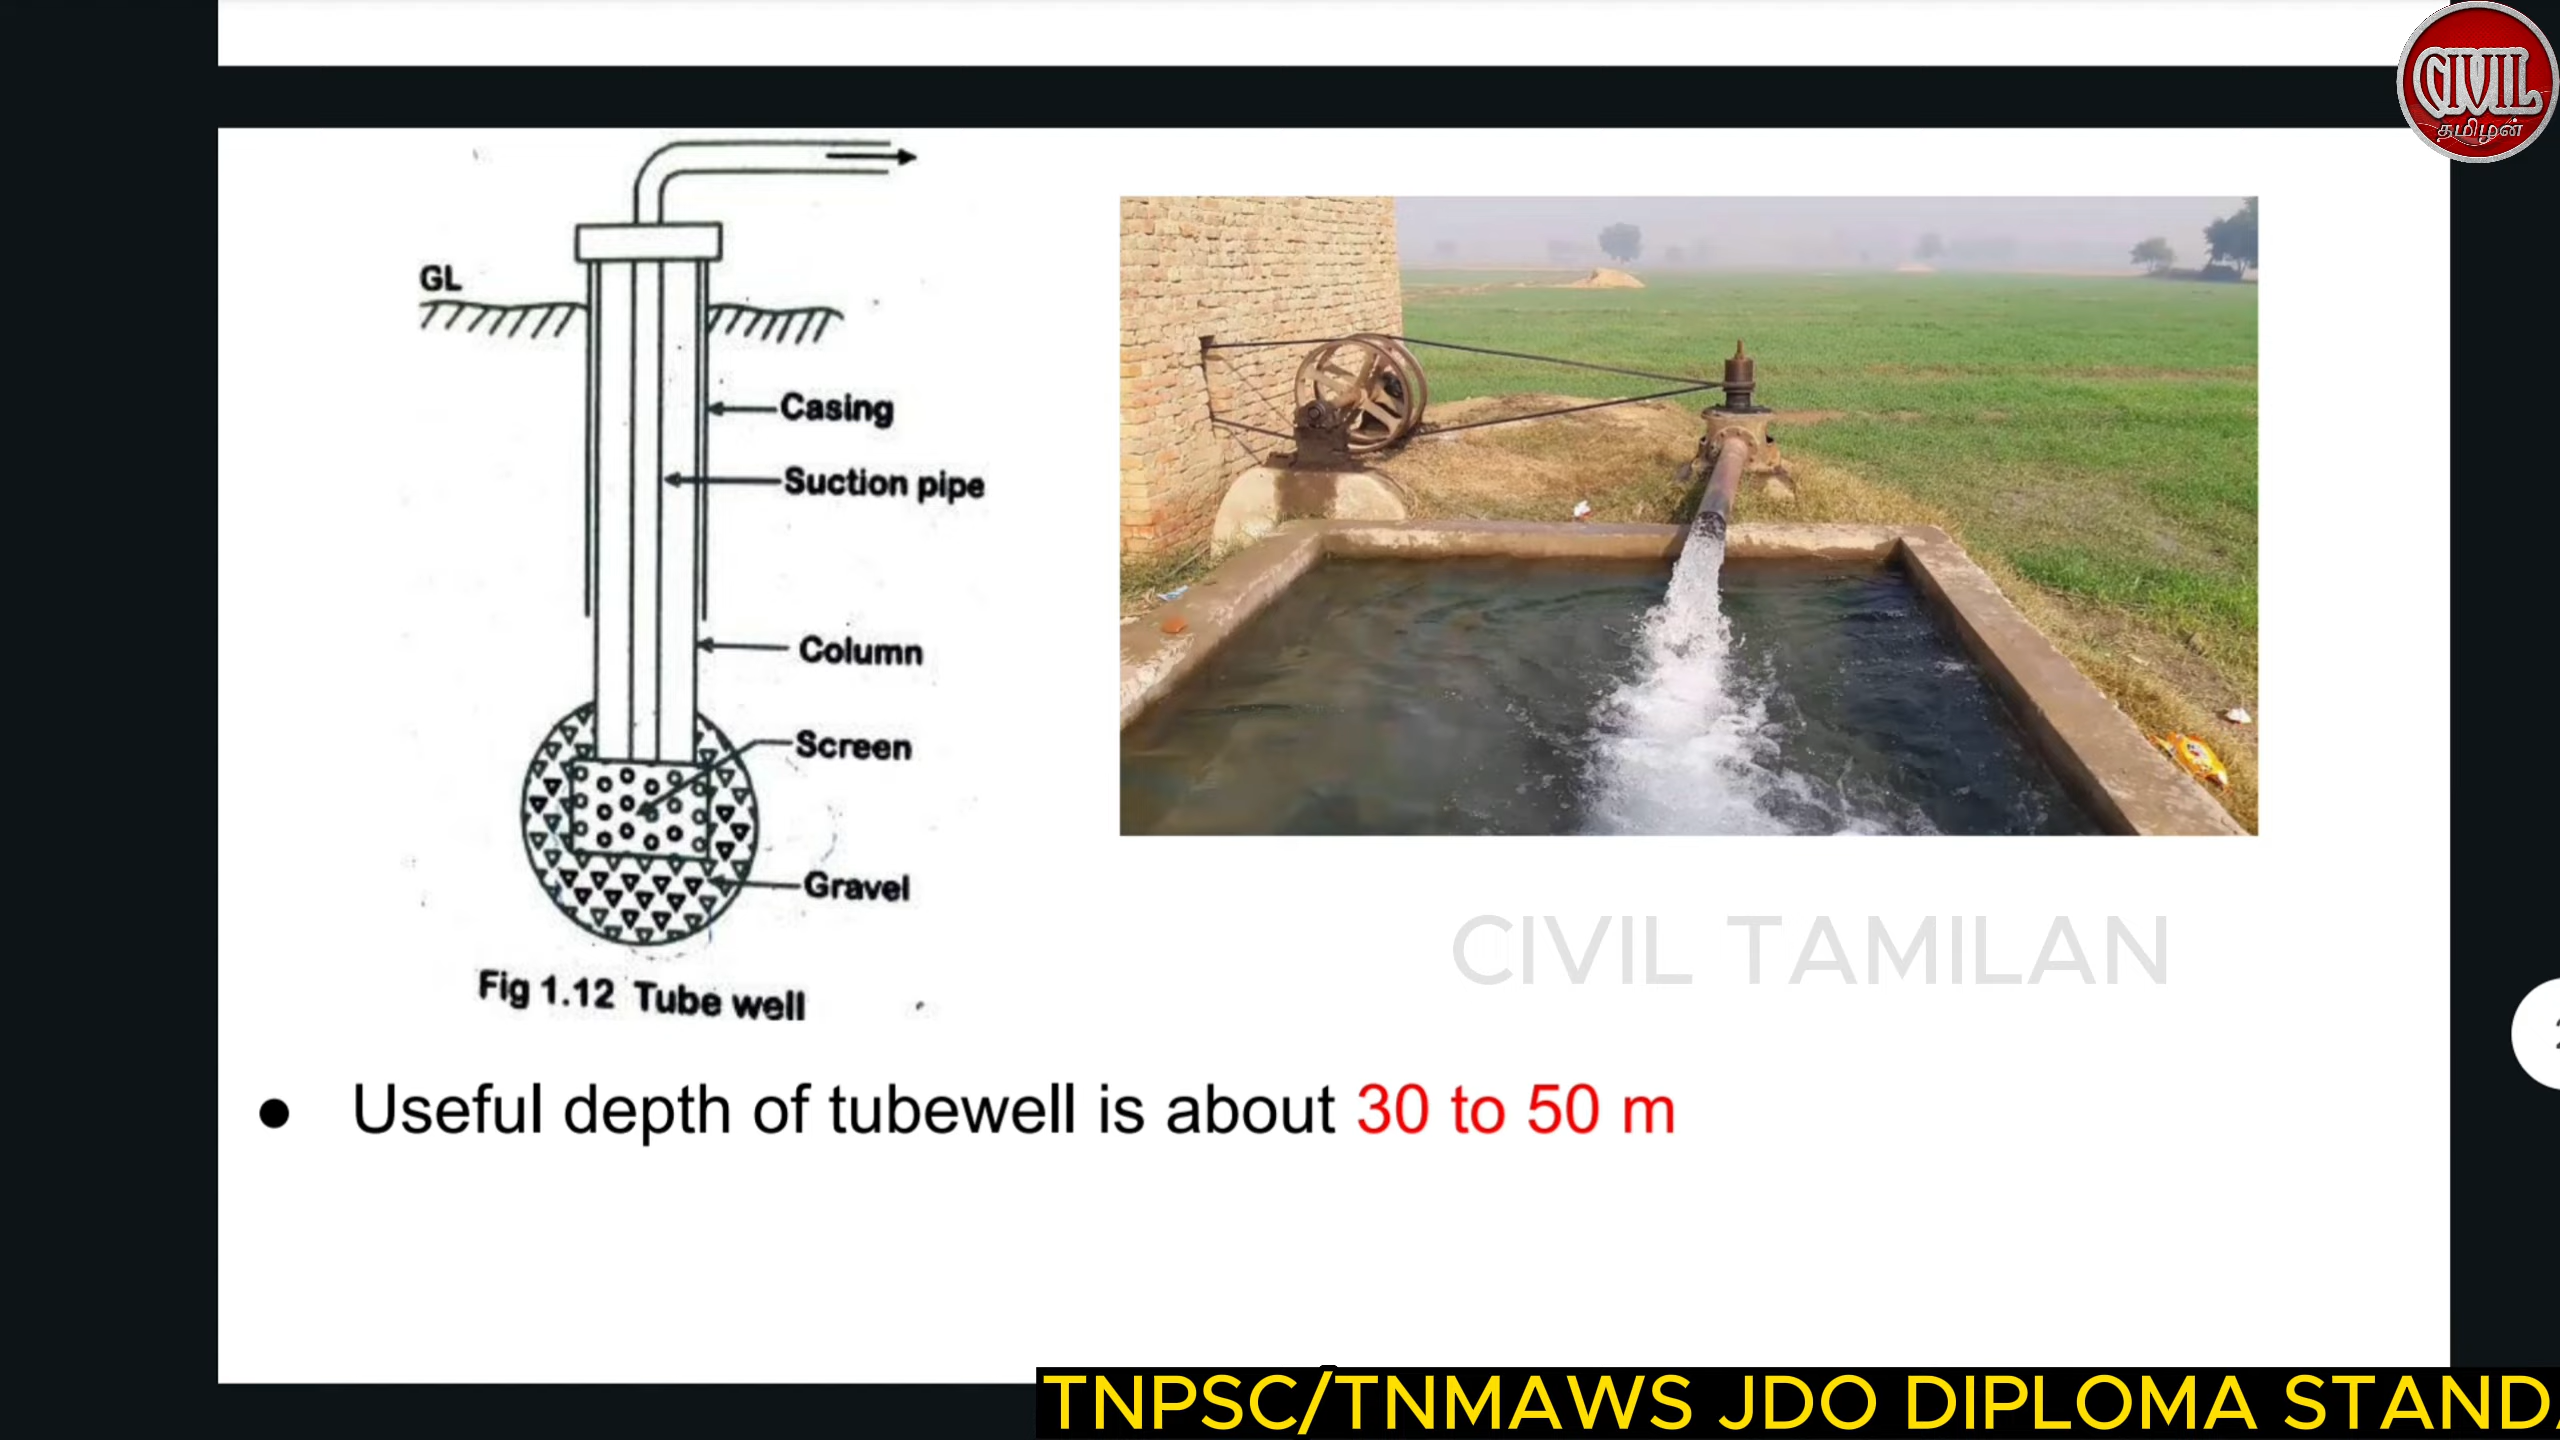 CIVIL
தமிழன்
GL
Casing
Suction pipe
Column
Screen
Gravel
Fig 1.12 Tube well
CIVIL TAMILAN
● Useful depth of tubewell is about 30 to 50 m
TNPSC/TNMAWS JDO DIPLOMA STAND